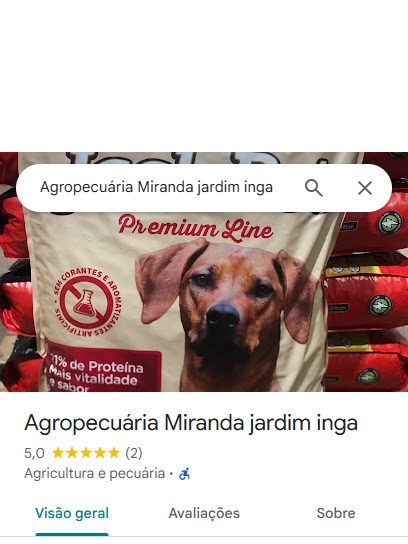 Agropecuária Miranda jardim inga
Premium Line
SEM CORANTES E AROMATIZANTES ARTIFICIAIS
1% de Proteína
Mais vitalidade
e sabor
Agropecuária Miranda jardim inga
5,0 ★★★★★ (2)
Agricultura e pecuária ·
Visão geral Avaliações Sobre